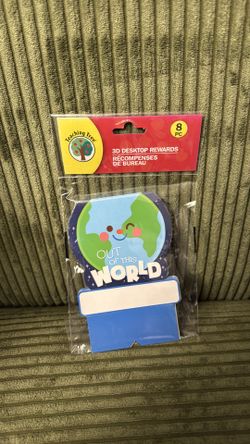 Teaching Tree
8
PC
3D DESKTOP REWARDS
RÉCOMPENSES
DE BUREAU
OUT
OF THIS
WORLD